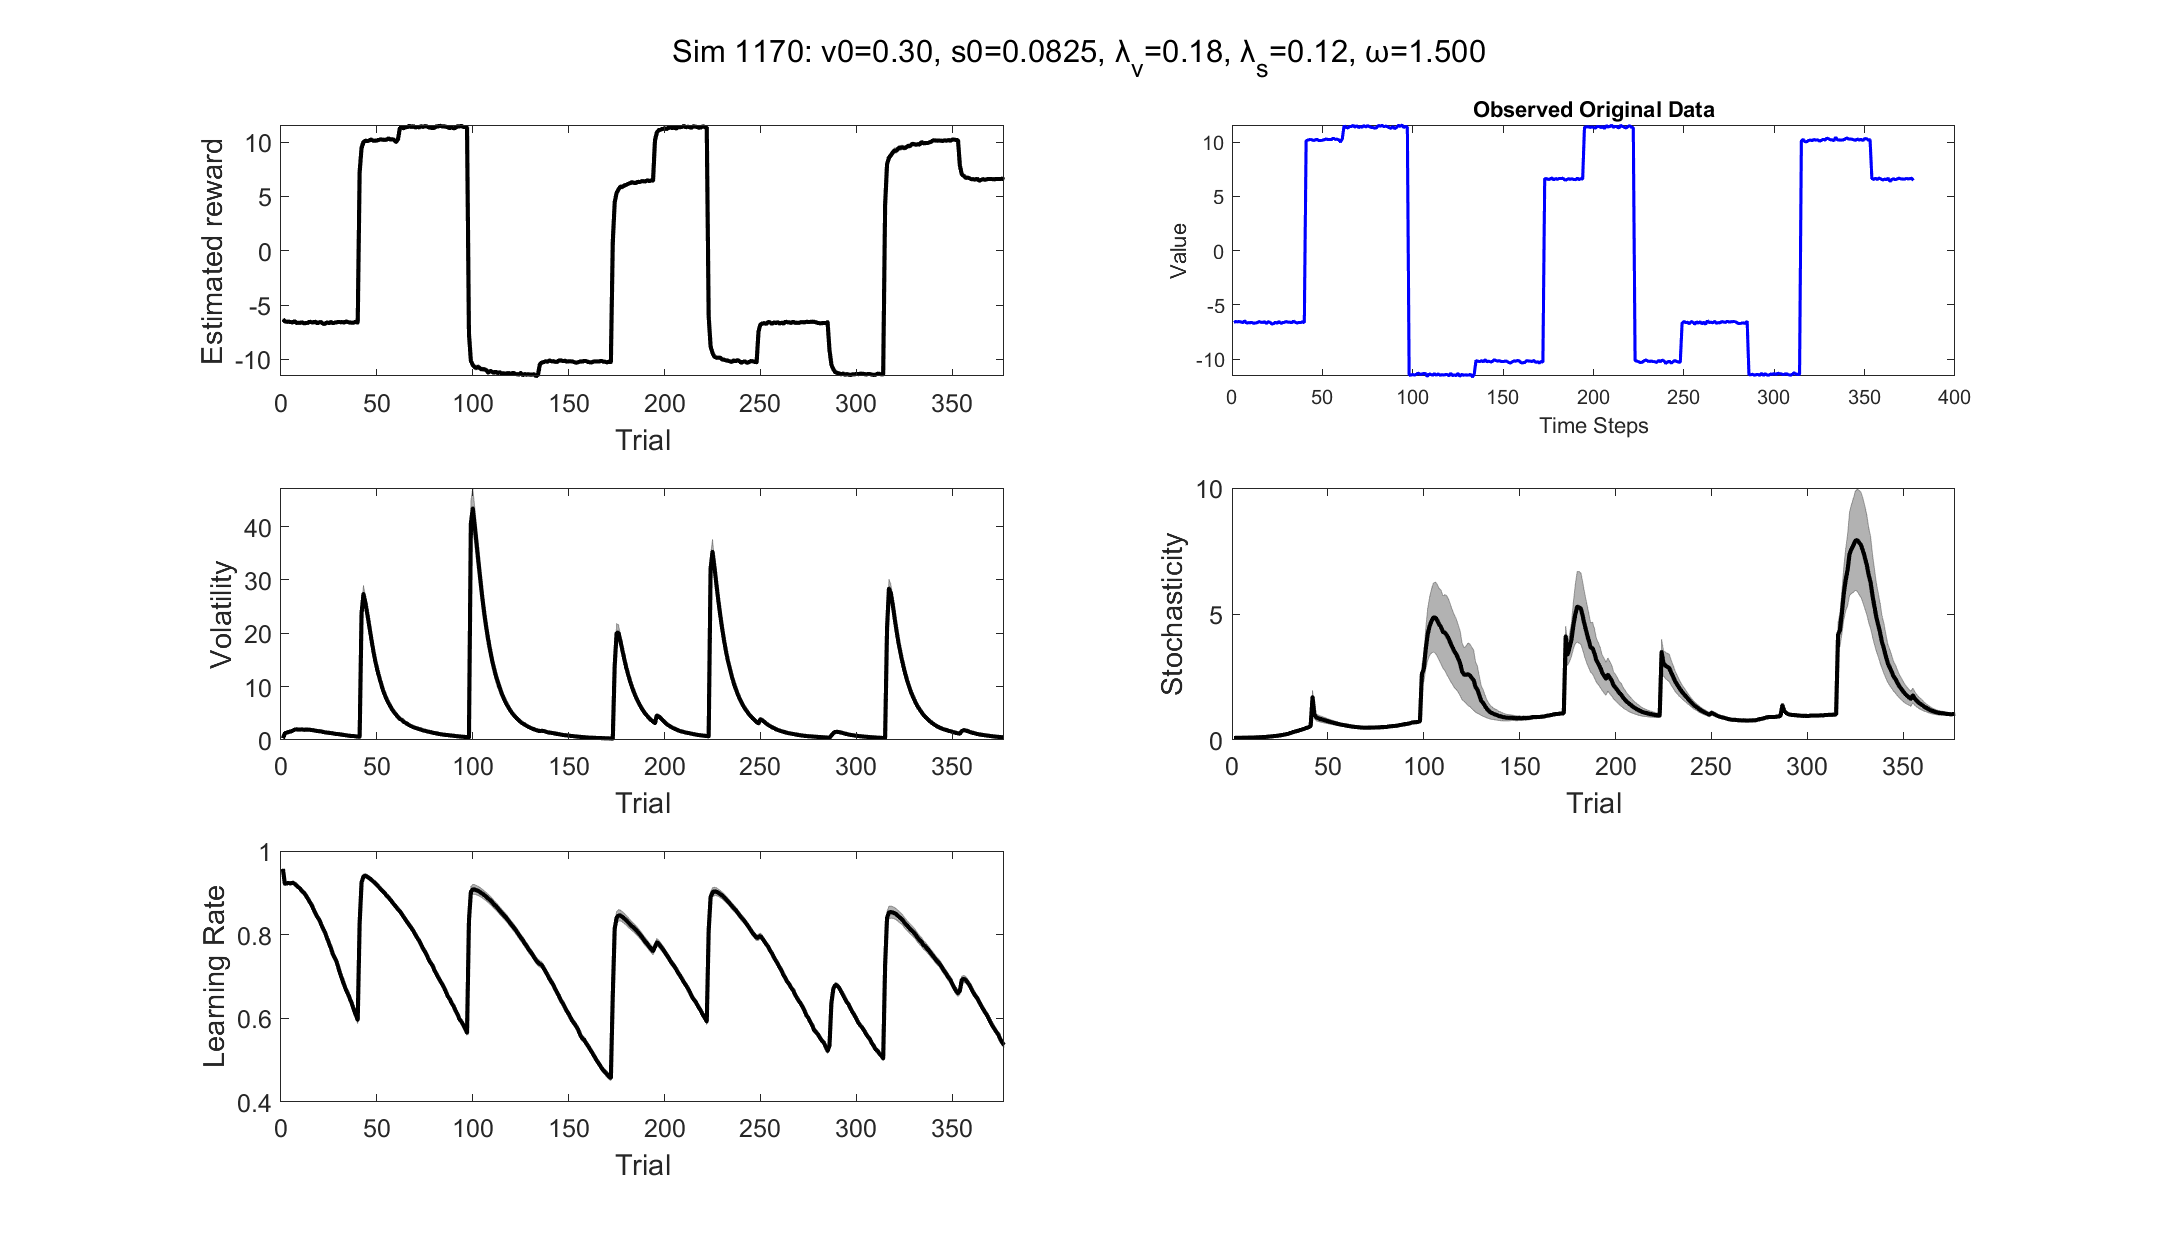 Sim 1170: v0=0.30, s0=0.0825, λ_v=0.18, λ_s=0.12, ω=1.500
Estimated reward
10
5
0
-5
-10
0 50 100 150 200 250 300 350
Trial
Observed Original Data
Value
10
5
0
-5
-10
0 50 100 150 200 250 300 350 400
Time Steps
Volatility
40
30
20
10
0
0 50 100 150 200 250 300 350
Trial
Stochasticity
10
5
0
0 50 100 150 200 250 300 350
Trial
Learning Rate
1
0.8
0.6
0.4
0 50 100 150 200 250 300 350
Trial